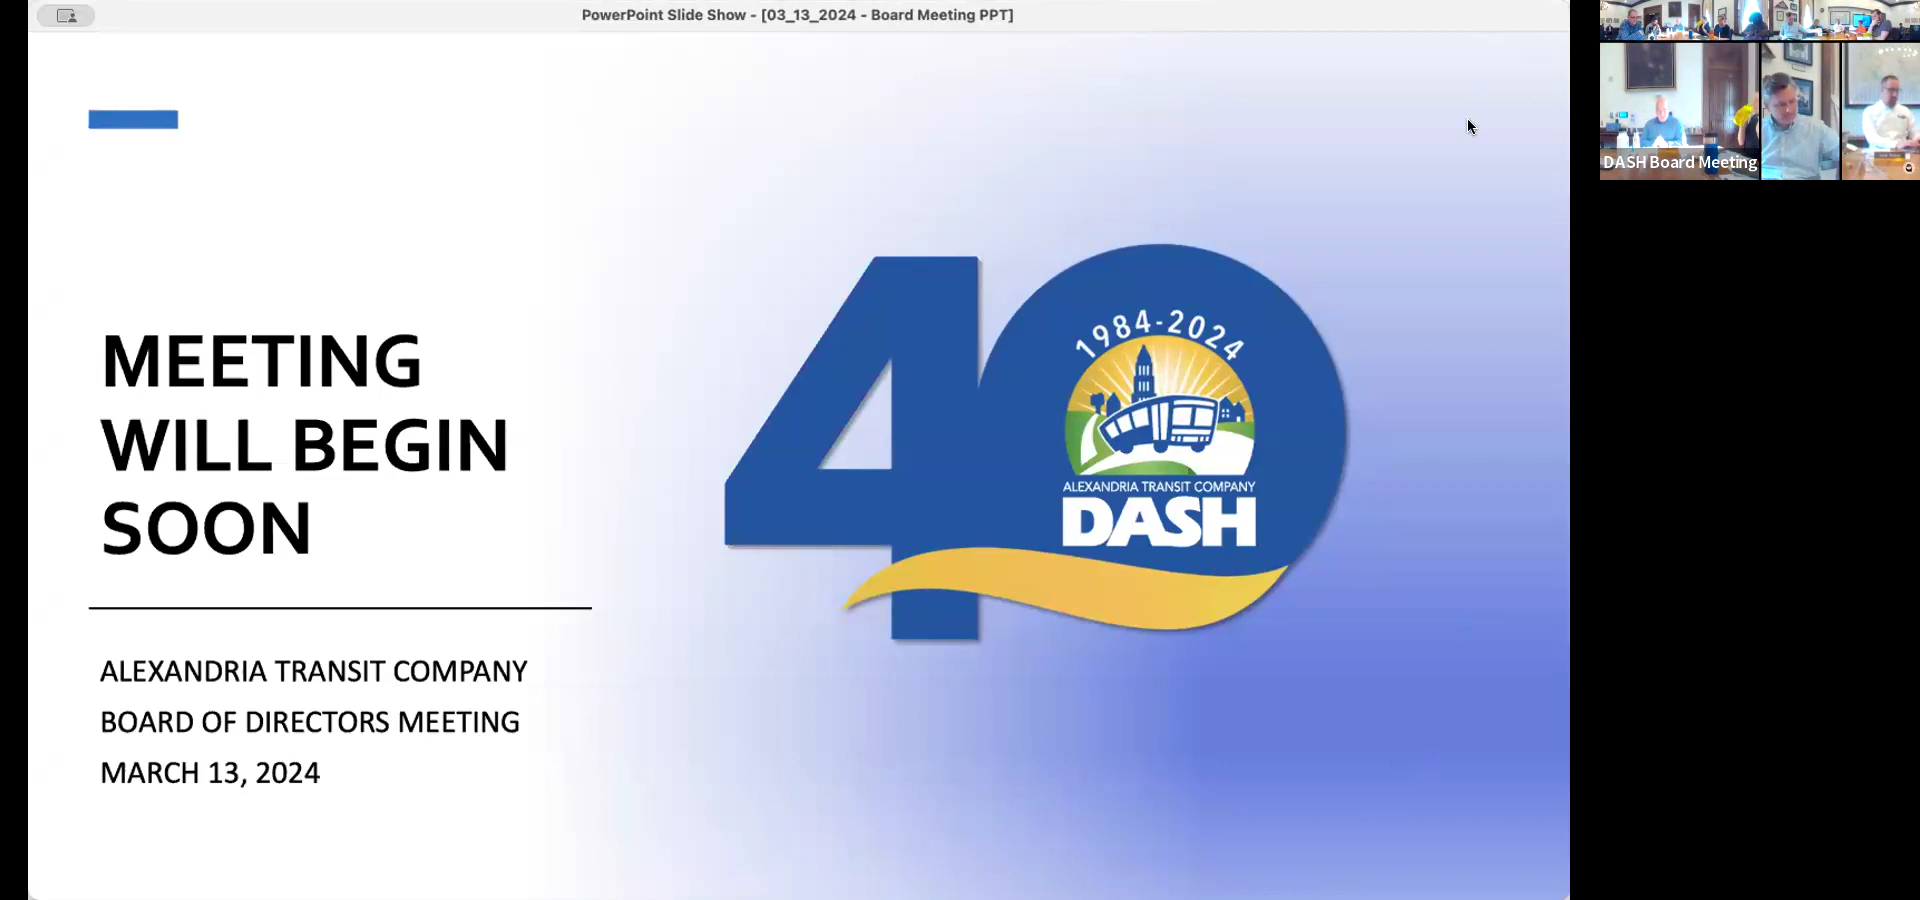 PowerPoint Slide Show - [03_13_2024 - Board Meeting PPT]
MEETING
WILL BEGIN
SOON
ALEXANDRIA TRANSIT COMPANY
BOARD OF DIRECTORS MEETING
MARCH 13, 2024
40
1984-2024
ALEXANDRIA TRANSIT COMPANY
DASH
DASH Board Meeting